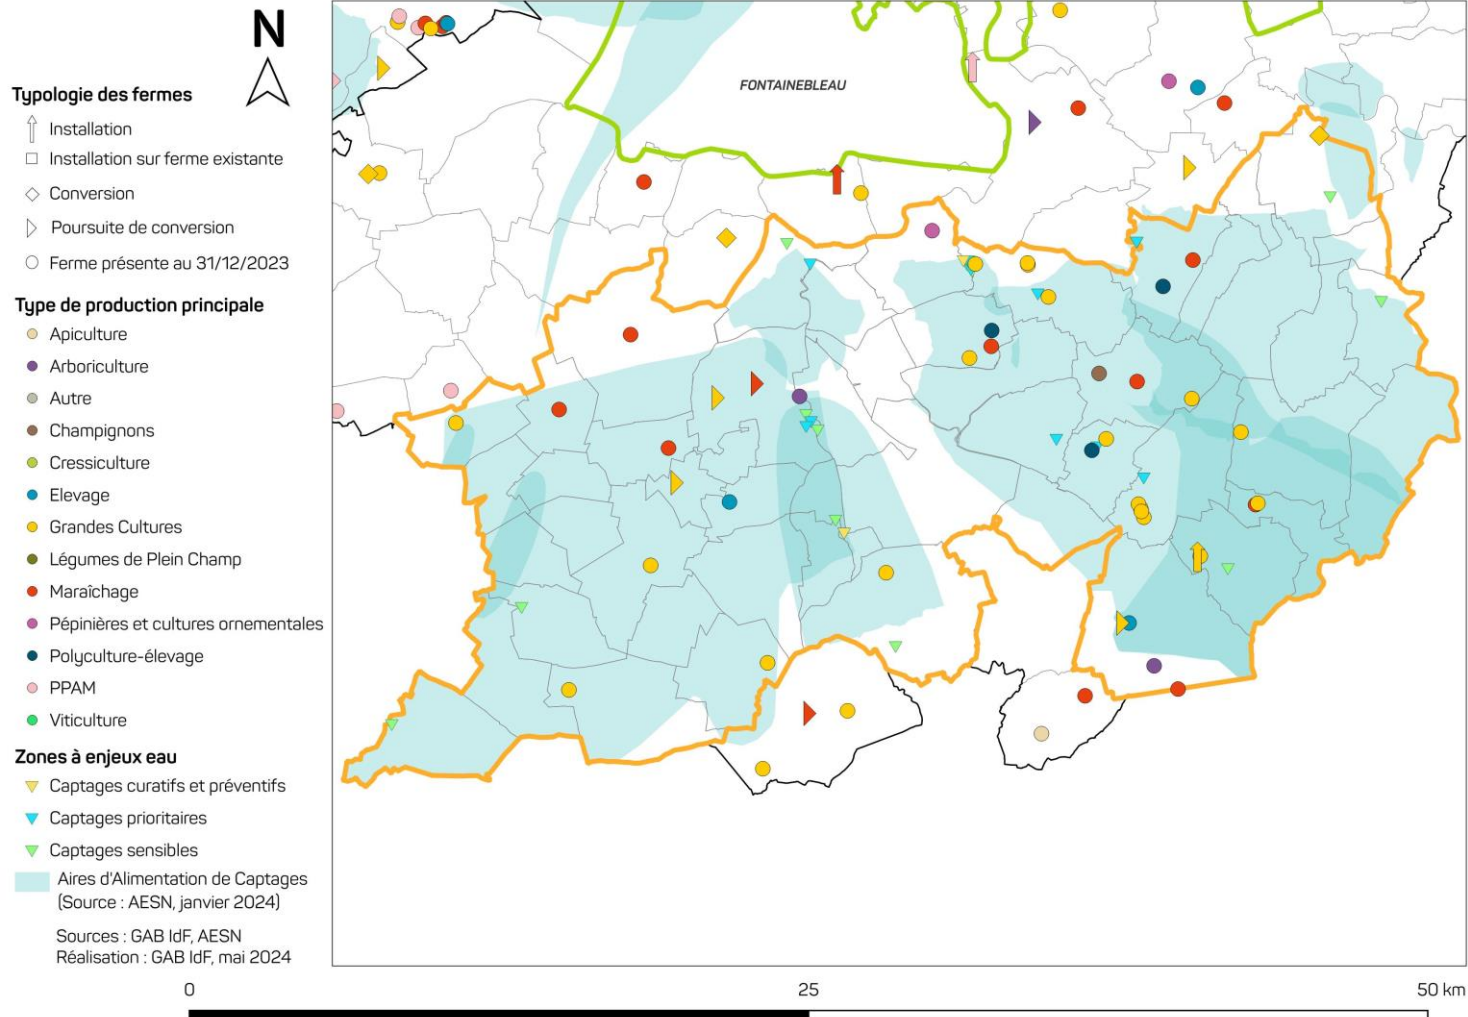 N
Typologie des fermes
Installation
Installation sur ferme existante
Conversion
Poursuite de conversion
Ferme présente au 31/12/2023
Type de production principale
Apiculture
Arboriculture
Autre
Champignons
Cressiculture
Elevage
Grandes Cultures
Légumes de Plein Champ
Maraîchage
Pépinières et cultures ornementales
Polyculture-élevage
PPAM
Viticulture
Zones à enjeux eau
Captages curatifs et préventifs
Captages prioritaires
Captages sensibles
Aires d'Alimentation de Captages
(Source : AESN, janvier 2024)
Sources : GAB IdF, AESN
Réalisation : GAB IdF, mai 2024
FONTAINEBLEAU
0 25 50 km